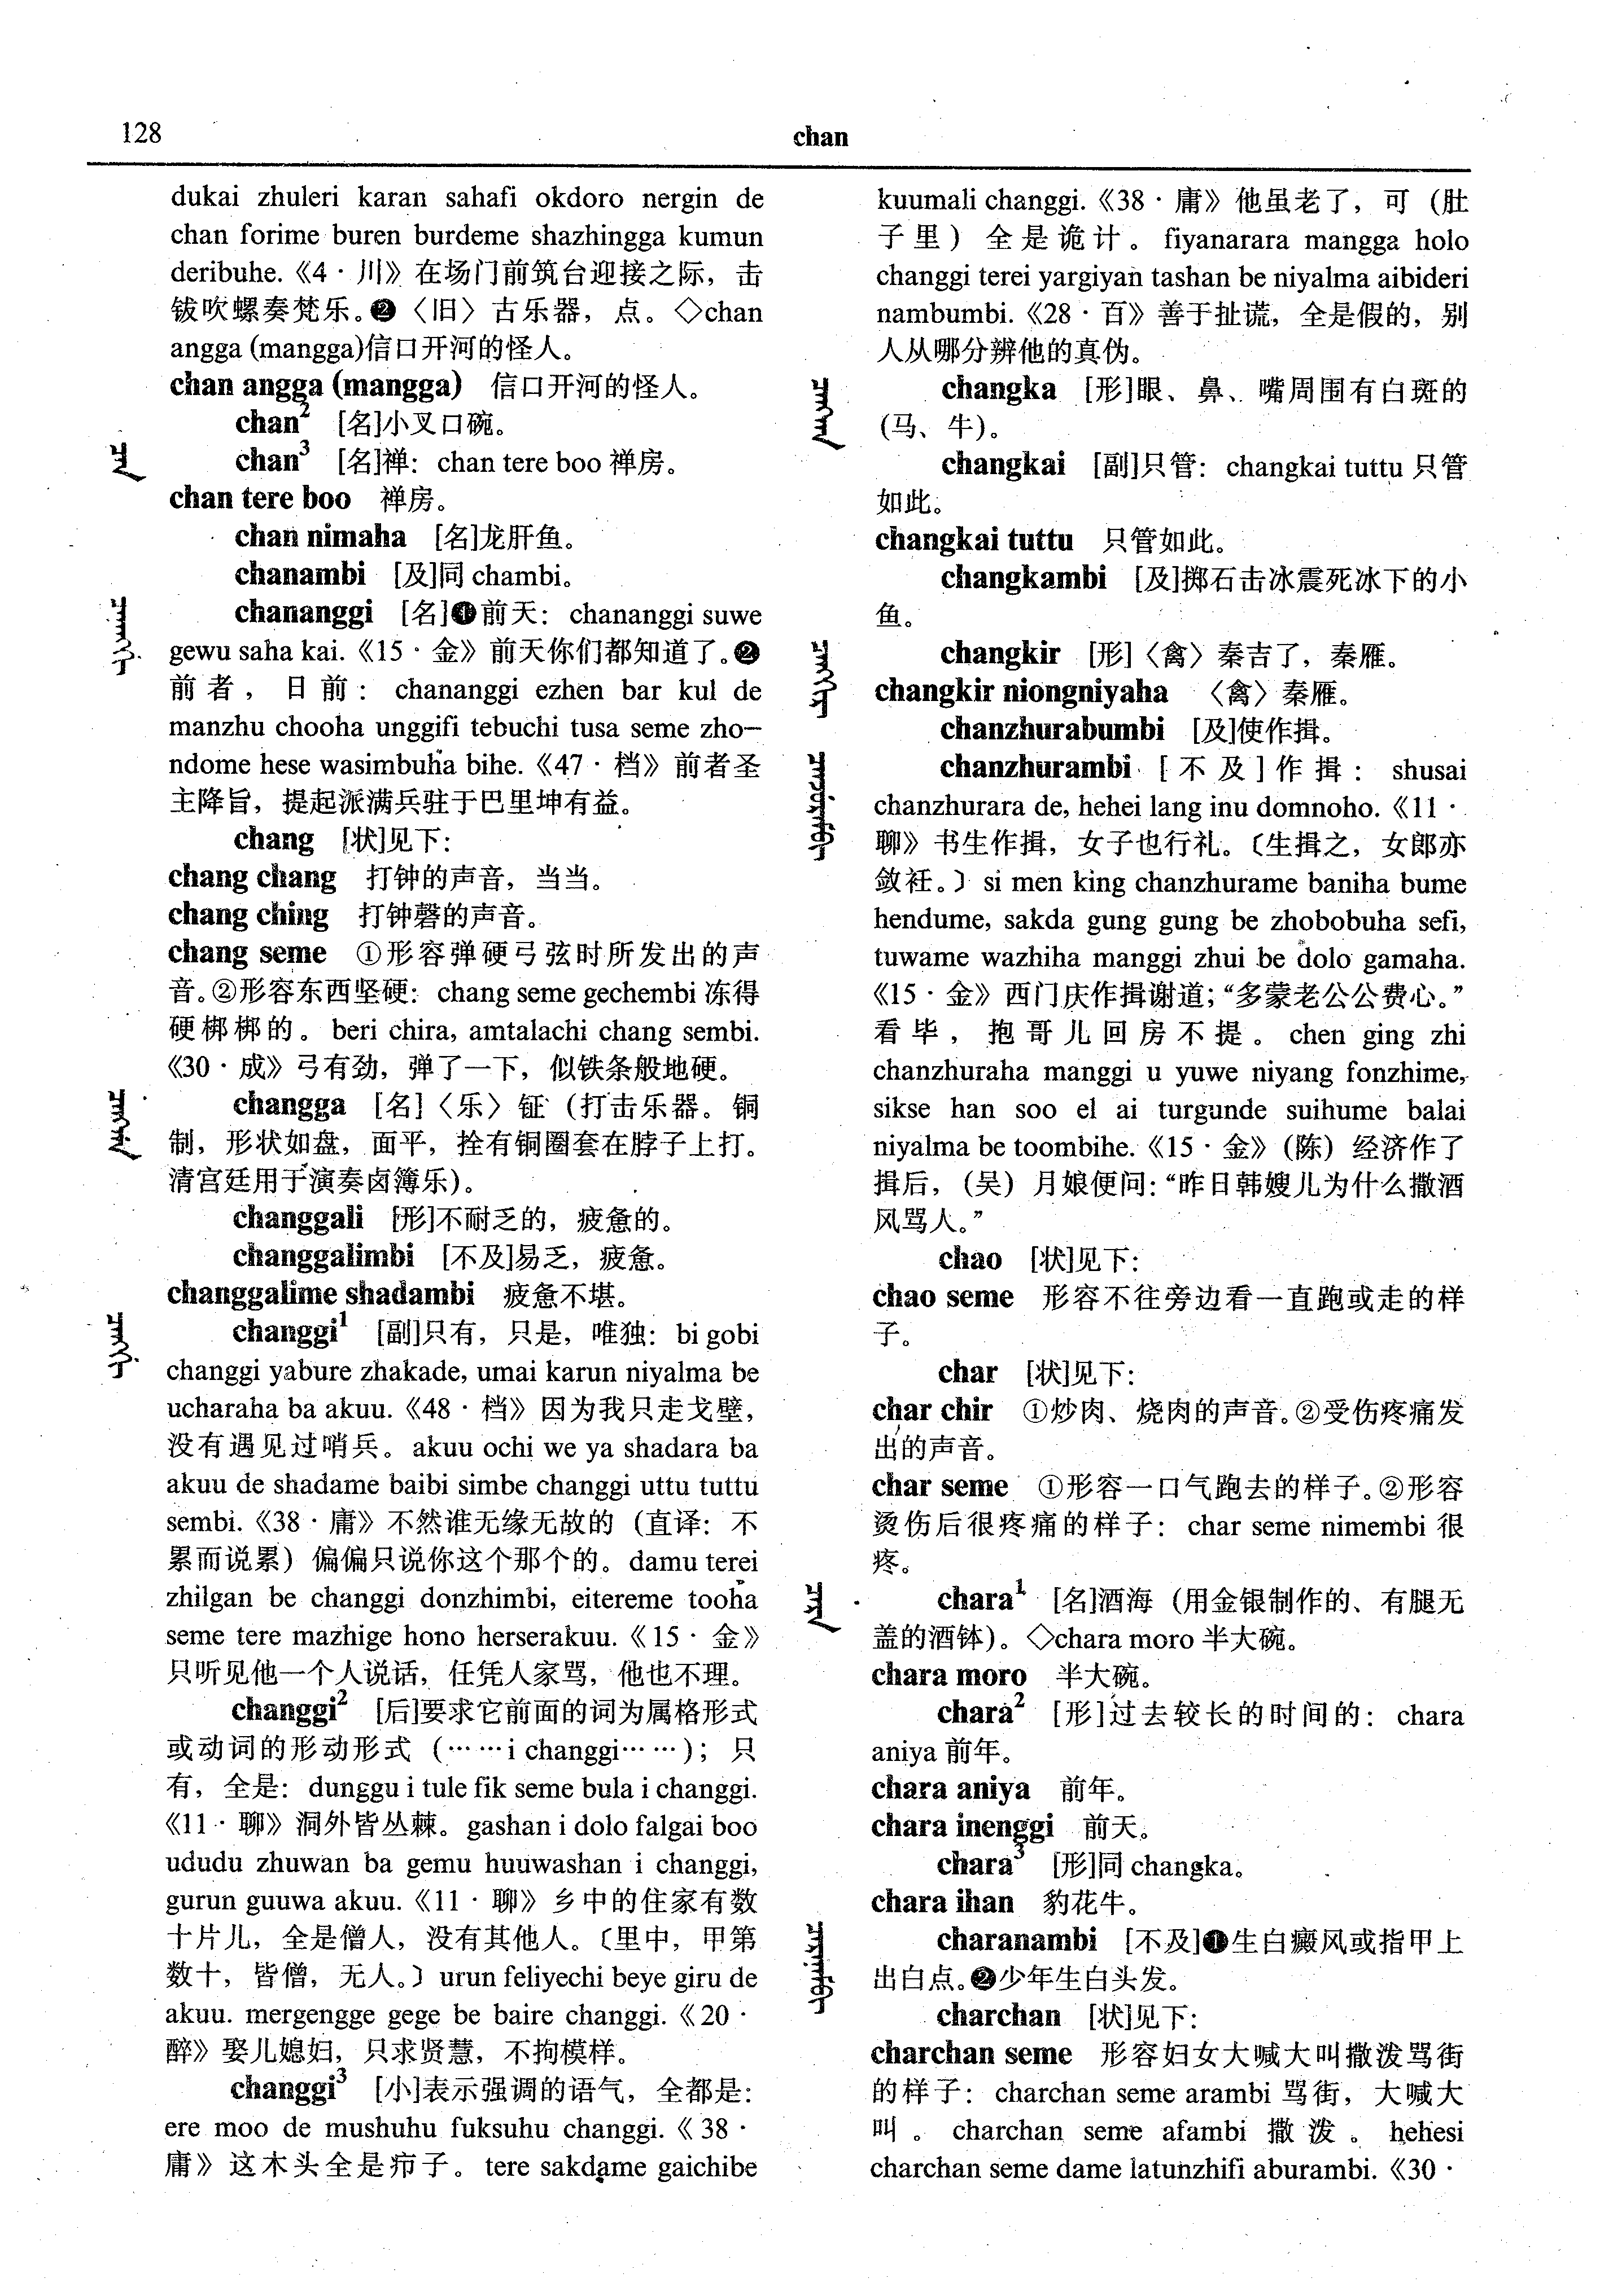 128
chan
dukai zhuleri karan sahafi okdoro nergin de
chan forime buren burdeme shazhingga kumun
deribuhe.《4·川》在场门前筑台迎接之际，击
钹吹螺奏梵乐。❷〈旧〉古乐器，点。◇chan
angga (mangga)信口开河的怪人。
chan angga (mangga) 信口开河的怪人。
chan² [名]小叉口碗。
chan³ [名]禅：chan tere boo 禅房。
chan tere boo 禅房。
chan nimaha [名]龙肝鱼。
chanambi [及]同 chambi。
chananggi [名]❶前天：chananggi suwe
gewu saha kai.《15·金》前天你们都知道了。❷
前者，日前：chananggi ezhen bar kul de
manzhu chooha unggifi tebuchi tusa seme zho—
ndome hese wasimbuha bihe.《47·档》前者圣
主降旨，提起派满兵驻于巴里坤有益。
chang [状]见下：
chang chang 打钟的声音，当当。
chang ching 打钟磬的声音。
chang seme ①形容弹硬弓弦时所发出的声
音。②形容东西坚硬：chang seme gechembi 冻得
硬梆梆的。beri chira, amtalachi chang sembi.
《30·成》弓有劲，弹了一下，似铁条般地硬。
changga [名]〈乐〉钲（打击乐器。铜
制，形状如盘，面平，拴有铜圈套在脖子上打。
清宫廷用于演奏卤簿乐）。
changgali [形]不耐乏的，疲惫的。
changgalimbi [不及]易乏，疲惫。
changgalime shadambi 疲惫不堪。
changgi¹ [副]只有，只是，唯独：bi gobi
changgi yabure zhakade, umai karun niyalma be
ucharaha ba akuu.《48·档》因为我只走戈壁，
没有遇见过哨兵。akuu ochi we ya shadara ba
akuu de shadame baibi simbe changgi uttu tuttu
sembi.《38·庸》不然谁无缘无故的（直译：不
累而说累）偏偏只说你这个那个的。damu terei
zhilgan be changgi donzhimbi, eitereme tooha
seme tere mazhige hono herserakuu.《15·金》
只听见他一个人说话，任凭人家骂，他也不理。
changgi² [后]要求它前面的词为属格形式
或动词的形动形式（……i changgi……）；只
有，全是：dunggu i tule fik seme bula i changgi.
《11·聊》洞外皆丛棘。gashan i dolo falgai boo
ududu zhuwan ba gemu huuwashan i changgi,
gurun guuwa akuu.《11·聊》乡中的住家有数
十片儿，全是僧人，没有其他人。〔里中，甲第
数十，皆僧，无人。〕urun feliyechi beye giru de
akuu. mergengge gege be baire changgi.《20·
醉》娶儿媳妇，只求贤慧，不拘模样。
changgi³ [小]表示强调的语气，全都是：
ere moo de mushuhu fuksuhu changgi.《38·
庸》这木头全是疖子。tere sakdame gaichibe
kuumali changgi.《38·庸》他虽老了，可（肚
子里）全是诡计。fiyanarara mangga holo
changgi terei yargiyan tashan be niyalma aibideri
nambumbi.《28·百》善于扯谎，全是假的，别
人从哪分辨他的真伪。
changka [形]眼、鼻、嘴周围有白斑的
（马、牛）。
changkai [副]只管：changkai tuttu 只管
如此。
changkai tuttu 只管如此。
changkambi [及]掷石击冰震死冰下的小
鱼。
changkir [形]〈禽〉秦吉了，秦雁。
changkir niongniyaha 〈禽〉秦雁。
chanzhurabumbi [及]使作揖。
chanzhurambi [不及]作揖：shusai
chanzhurara de, hehei lang inu domnoho.《11·
聊》书生作揖，女子也行礼。〔生揖之，女郎亦
敛衽。〕si men king chanzhurame baniha bume
hendume, sakda gung gung be zhobobuha sefi,
tuwame wazhiha manggi zhui be dolo gamaha.
《15·金》西门庆作揖谢道；“多蒙老公公费心。”
看毕，抱哥儿回房不提。chen ging zhi
chanzhuraha manggi u yuwe niyang fonzhime,
sikse han soo el ai turgunde suihume balai
niyalma be toombihe.《15·金》（陈）经济作了
揖后，（吴）月娘便问：“昨日韩嫂儿为什么撒酒
风骂人。”
chao [状]见下：
chao seme 形容不往旁边看一直跑或走的样
子。
char [状]见下：
char chir ①炒肉、烧肉的声音。②受伤疼痛发
出的声音。
char seme ①形容一口气跑去的样子。②形容
烫伤后很疼痛的样子：char seme nimembi 很
疼。
chara¹ [名]酒海（用金银制作的、有腿无
盖的酒钵）。◇chara moro 半大碗。
chara moro 半大碗。
chara² [形]过去较长的时间的：chara
aniya 前年。
chara aniya 前年。
chara inenggi 前天。
chara³ [形]同 changka。
chara ihan 豹花牛。
charanambi [不及]❶生白癜风或指甲上
出白点。❷少年生白头发。
charchan [状]见下：
charchan seme 形容妇女大喊大叫撒泼骂街
的样子：charchan seme arambi 骂街，大喊大
叫。charchan seme afambi 撒泼。hehesi
charchan seme dame latunzhifi aburambi.《30·